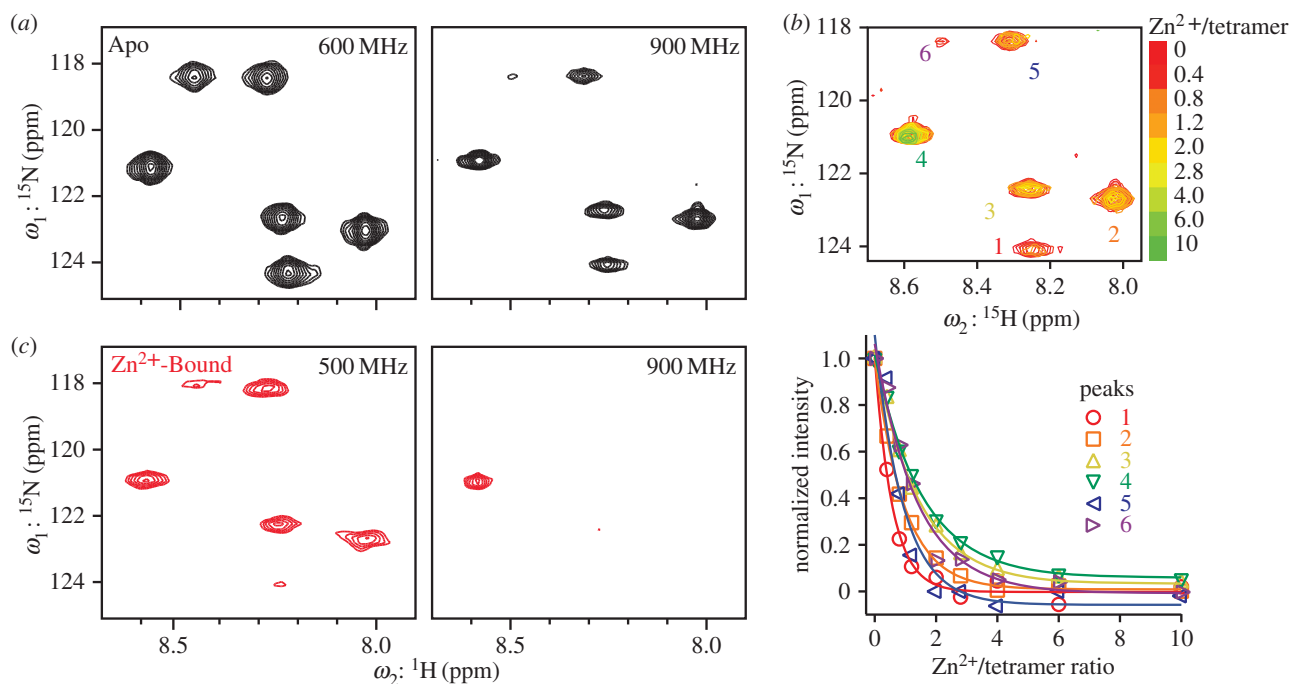 (a)
Apo
600 MHz
900 MHz
118
120
122
124
ω1 : 15N (ppm)
(b)
Zn2+/tetramer
6
5
4
3
2
1
118
120
122
124
ω1 : 15N (ppm)
8.6
8.4
8.2
8.0
ω2 : 15H (ppm)
0
0.4
0.8
1.2
2.0
2.8
4.0
6.0
10
(c)
Zn2+-Bound
500 MHz
900 MHz
118
120
122
124
ω1 : 15N (ppm)
8.5
8.0
8.5
8.0
ω2 : 1H (ppm)
1.0
0.8
0.6
0.4
0.2
0
normalized intensity
peaks
1
2
3
4
5
6
0
2
4
6
8
10
Zn2+/tetramer ratio